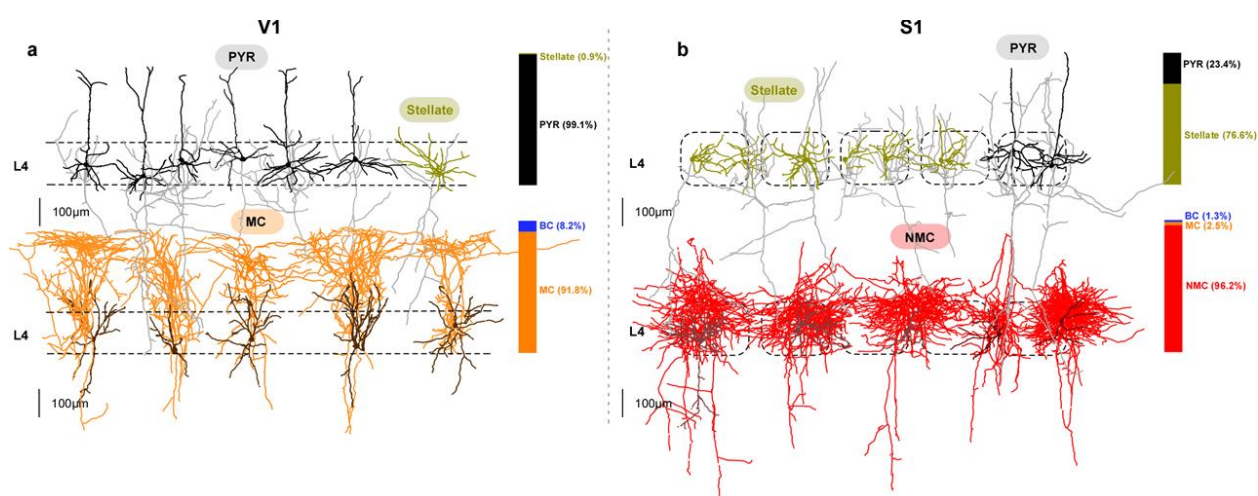 V1
a
PYR
Stellate
Stellate (0.9%)
PYR (99.1%)
L4
100µm
MC
BC (8.2%)
MC (91.8%)
L4
100µm
S1
b
PYR
Stellate
PYR (23.4%)
Stellate (76.6%)
L4
100µm
NMC
BC (1.3%)
MC (2.5%)
NMC (96.2%)
L4
100µm